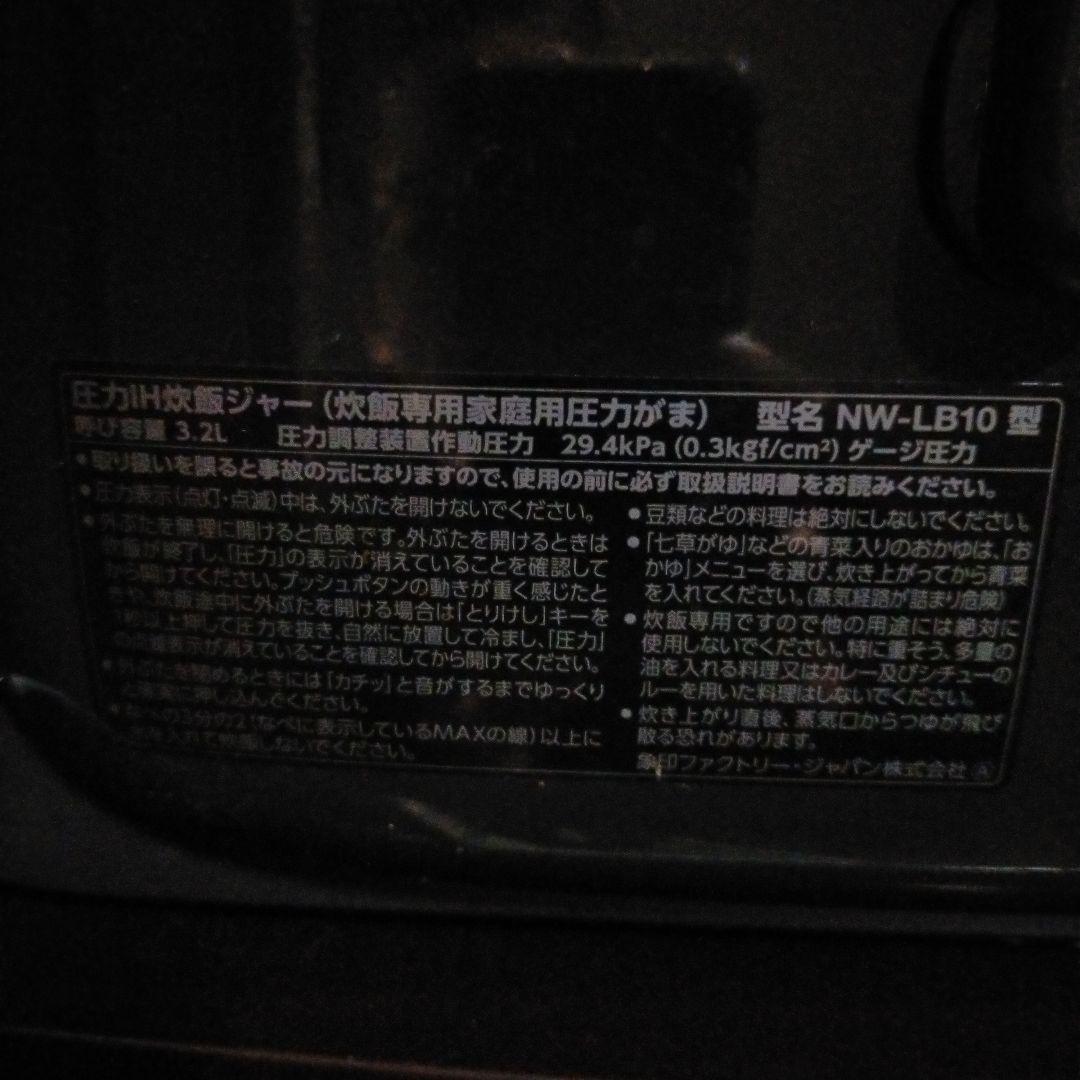 圧力IH炊飯ジャー（炊飯専用家庭用圧力がま） 型名 NW-LB10 型
呼び容量 3.2L 圧力調整装置作動圧力 29.4kPa (0.3kgf/cm²) ゲージ圧力
●取り扱いを誤ると事故の元になりますので、使用の前に必ず取扱説明書をお読みください。
●圧力表示（点灯・点滅）中は、外ぶたを開けないでください。
●外ぶたを無理に開けると危険です。外ぶたを開けるときは
炊飯が終了し、「圧力」の表示が消えていることを確認して
から開けてください。プッシュボタンの動きが重く感じたと
きや、炊飯途中に外ぶたを開ける場合は「とりけし」キーを
1秒以上押して圧力を抜き、自然に放置して冷まし、「圧力」
の点滅表示が消えていることを確認してから開けてください。
●外ぶたを閉めるときには「カチッ」と音がするまでゆっくり
と確実に押し込んでください。
の3分の2（なべに表示しているMAXの線）以上に
を入れて炊飯しないでください。
●豆類などの料理は絶対にしないでください。
●「七草がゆ」などの青菜入りのおかゆは、「お
かゆ」メニューを選び、炊き上がってから青菜
を入れてください。（蒸気経路が詰まり危険）
●炊飯専用ですので他の用途には絶対に
使用しないでください。特に重そう、多量の
油を入れる料理又はカレー及びシチューの
ルーを用いた料理はしないでください。
●炊き上がり直後、蒸気口からつゆが飛び
散る恐れがあります。
象印ファクトリー・ジャパン株式会社 Ⓐ